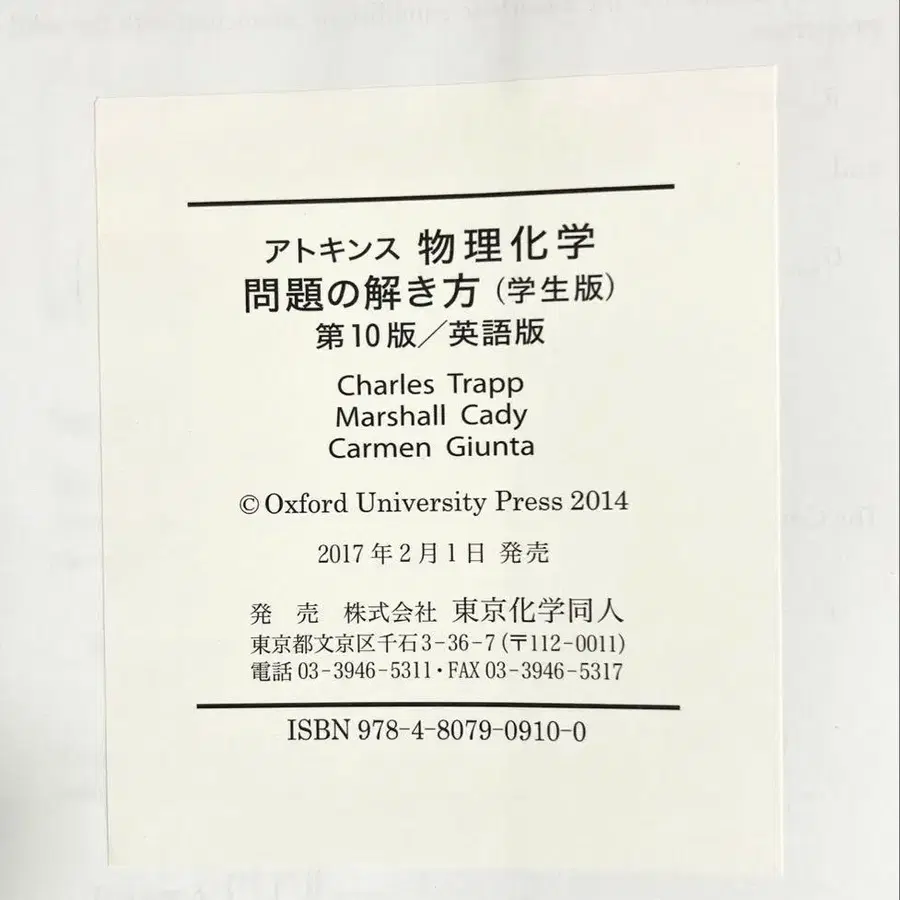 アトキンス 物理化学
問題の解き方（学生版）
第10版／英語版
Charles Trapp
Marshall Cady
Carmen Giunta
© Oxford University Press 2014
2017年2月1日 発売
発　売　株式会社 東京化学同人
東京都文京区千石3-36-7（〒112-0011）
電話 03-3946-5311・FAX 03-3946-5317
ISBN 978-4-8079-0910-0